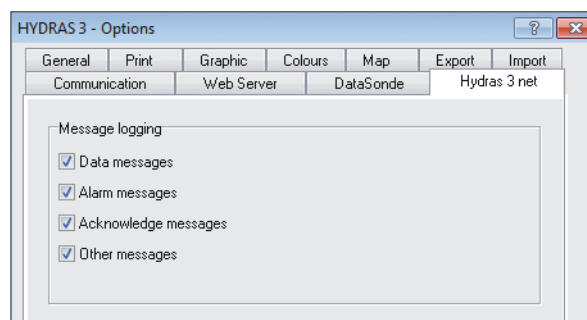 HYDRAS 3 - Options
General Print Graphic Colours Map Export Import
Communication Web Server DataSonde Hydras 3 net
Message logging
Data messages
Alarm messages
Acknowledge messages
Other messages